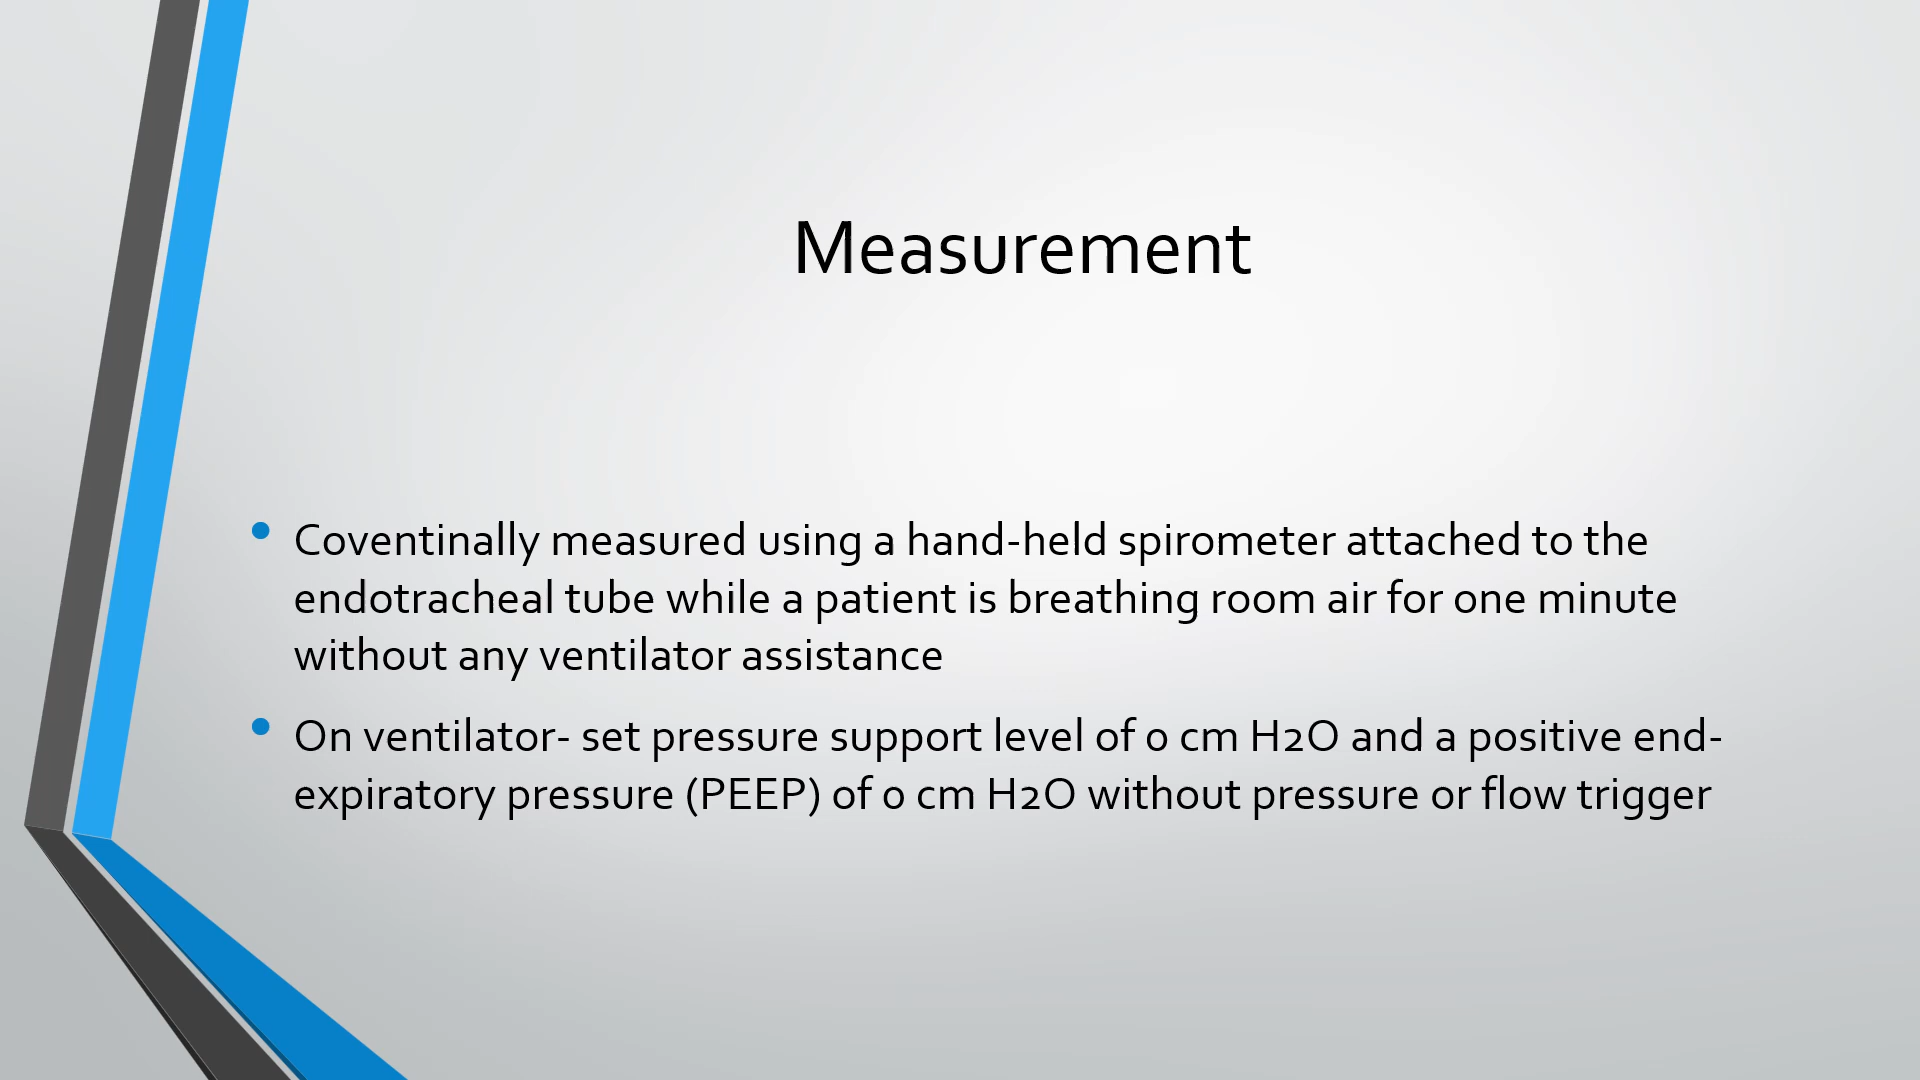 Measurement
• Coventinally measured using a hand-held spirometer attached to the
endotracheal tube while a patient is breathing room air for one minute
without any ventilator assistance
• On ventilator- set pressure support level of 0 cm H2O and a positive end-
expiratory pressure (PEEP) of 0 cm H2O without pressure or flow trigger